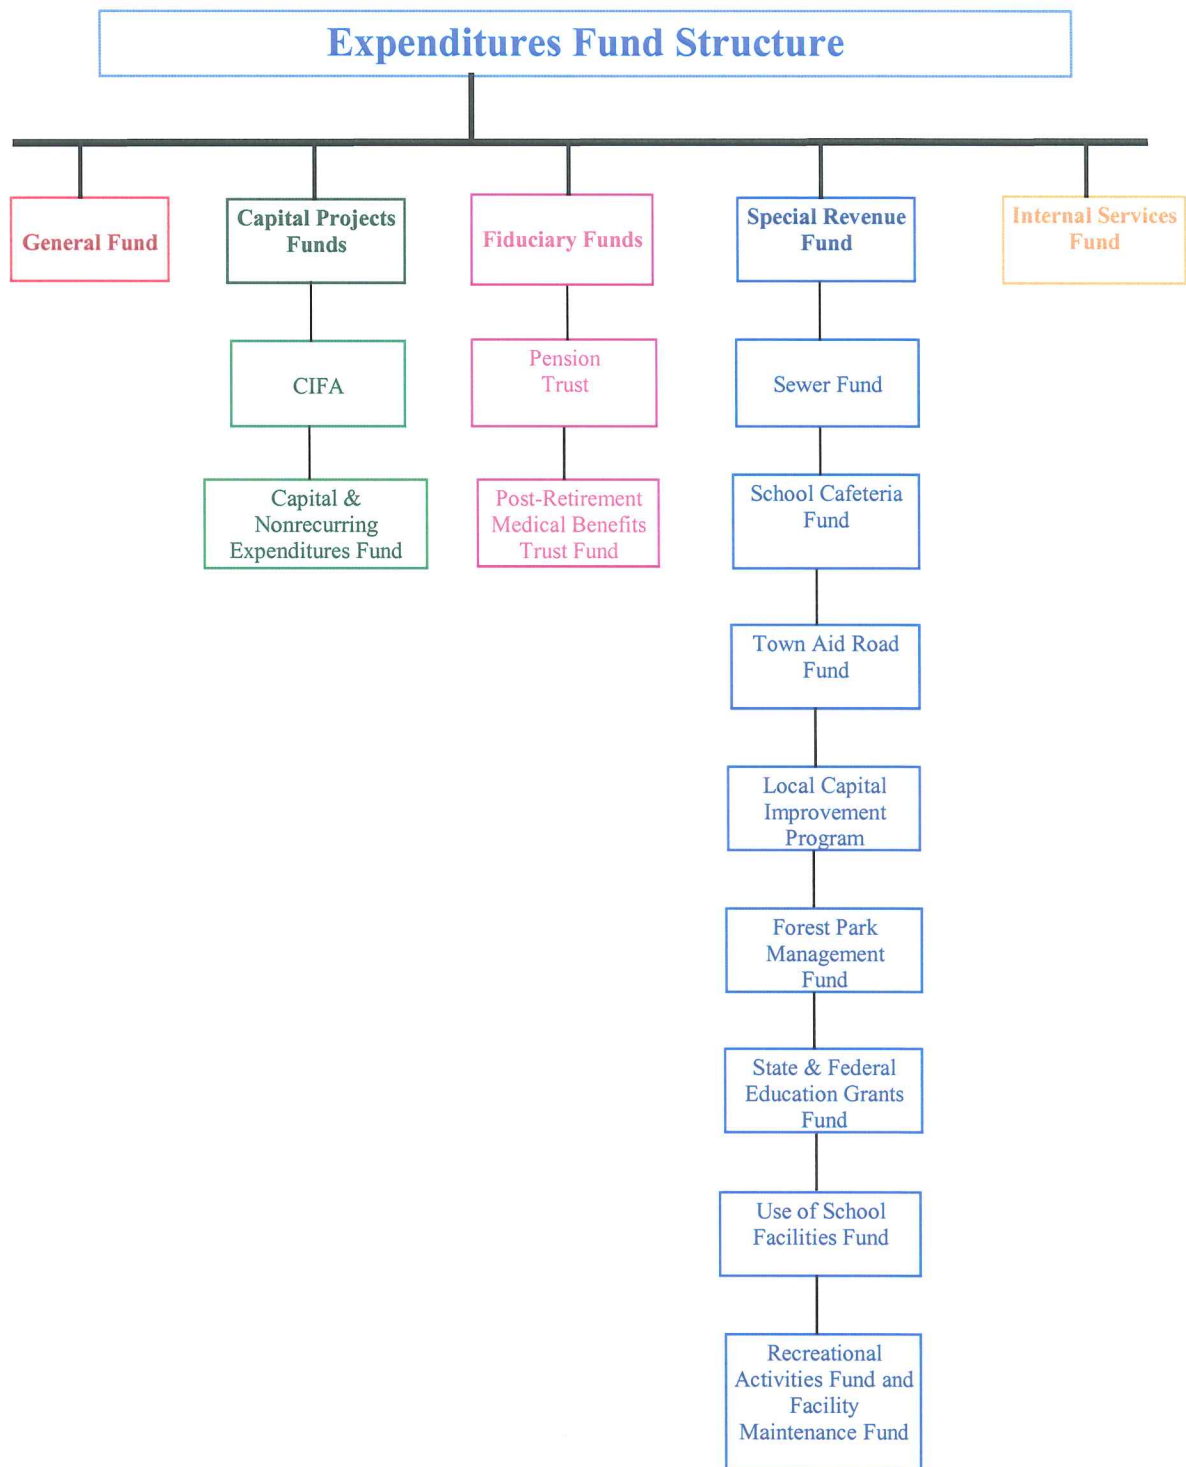 Expenditures Fund Structure
General Fund
Capital Projects
Funds
Fiduciary Funds
Special Revenue
Fund
Internal Services
Fund
CIFA
Pension
Trust
Sewer Fund
Capital &
Nonrecurring
Expenditures Fund
Post-Retirement
Medical Benefits
Trust Fund
School Cafeteria
Fund
Town Aid Road
Fund
Local Capital
Improvement
Program
Forest Park
Management
Fund
State & Federal
Education Grants
Fund
Use of School
Facilities Fund
Recreational
Activities Fund and
Facility
Maintenance Fund